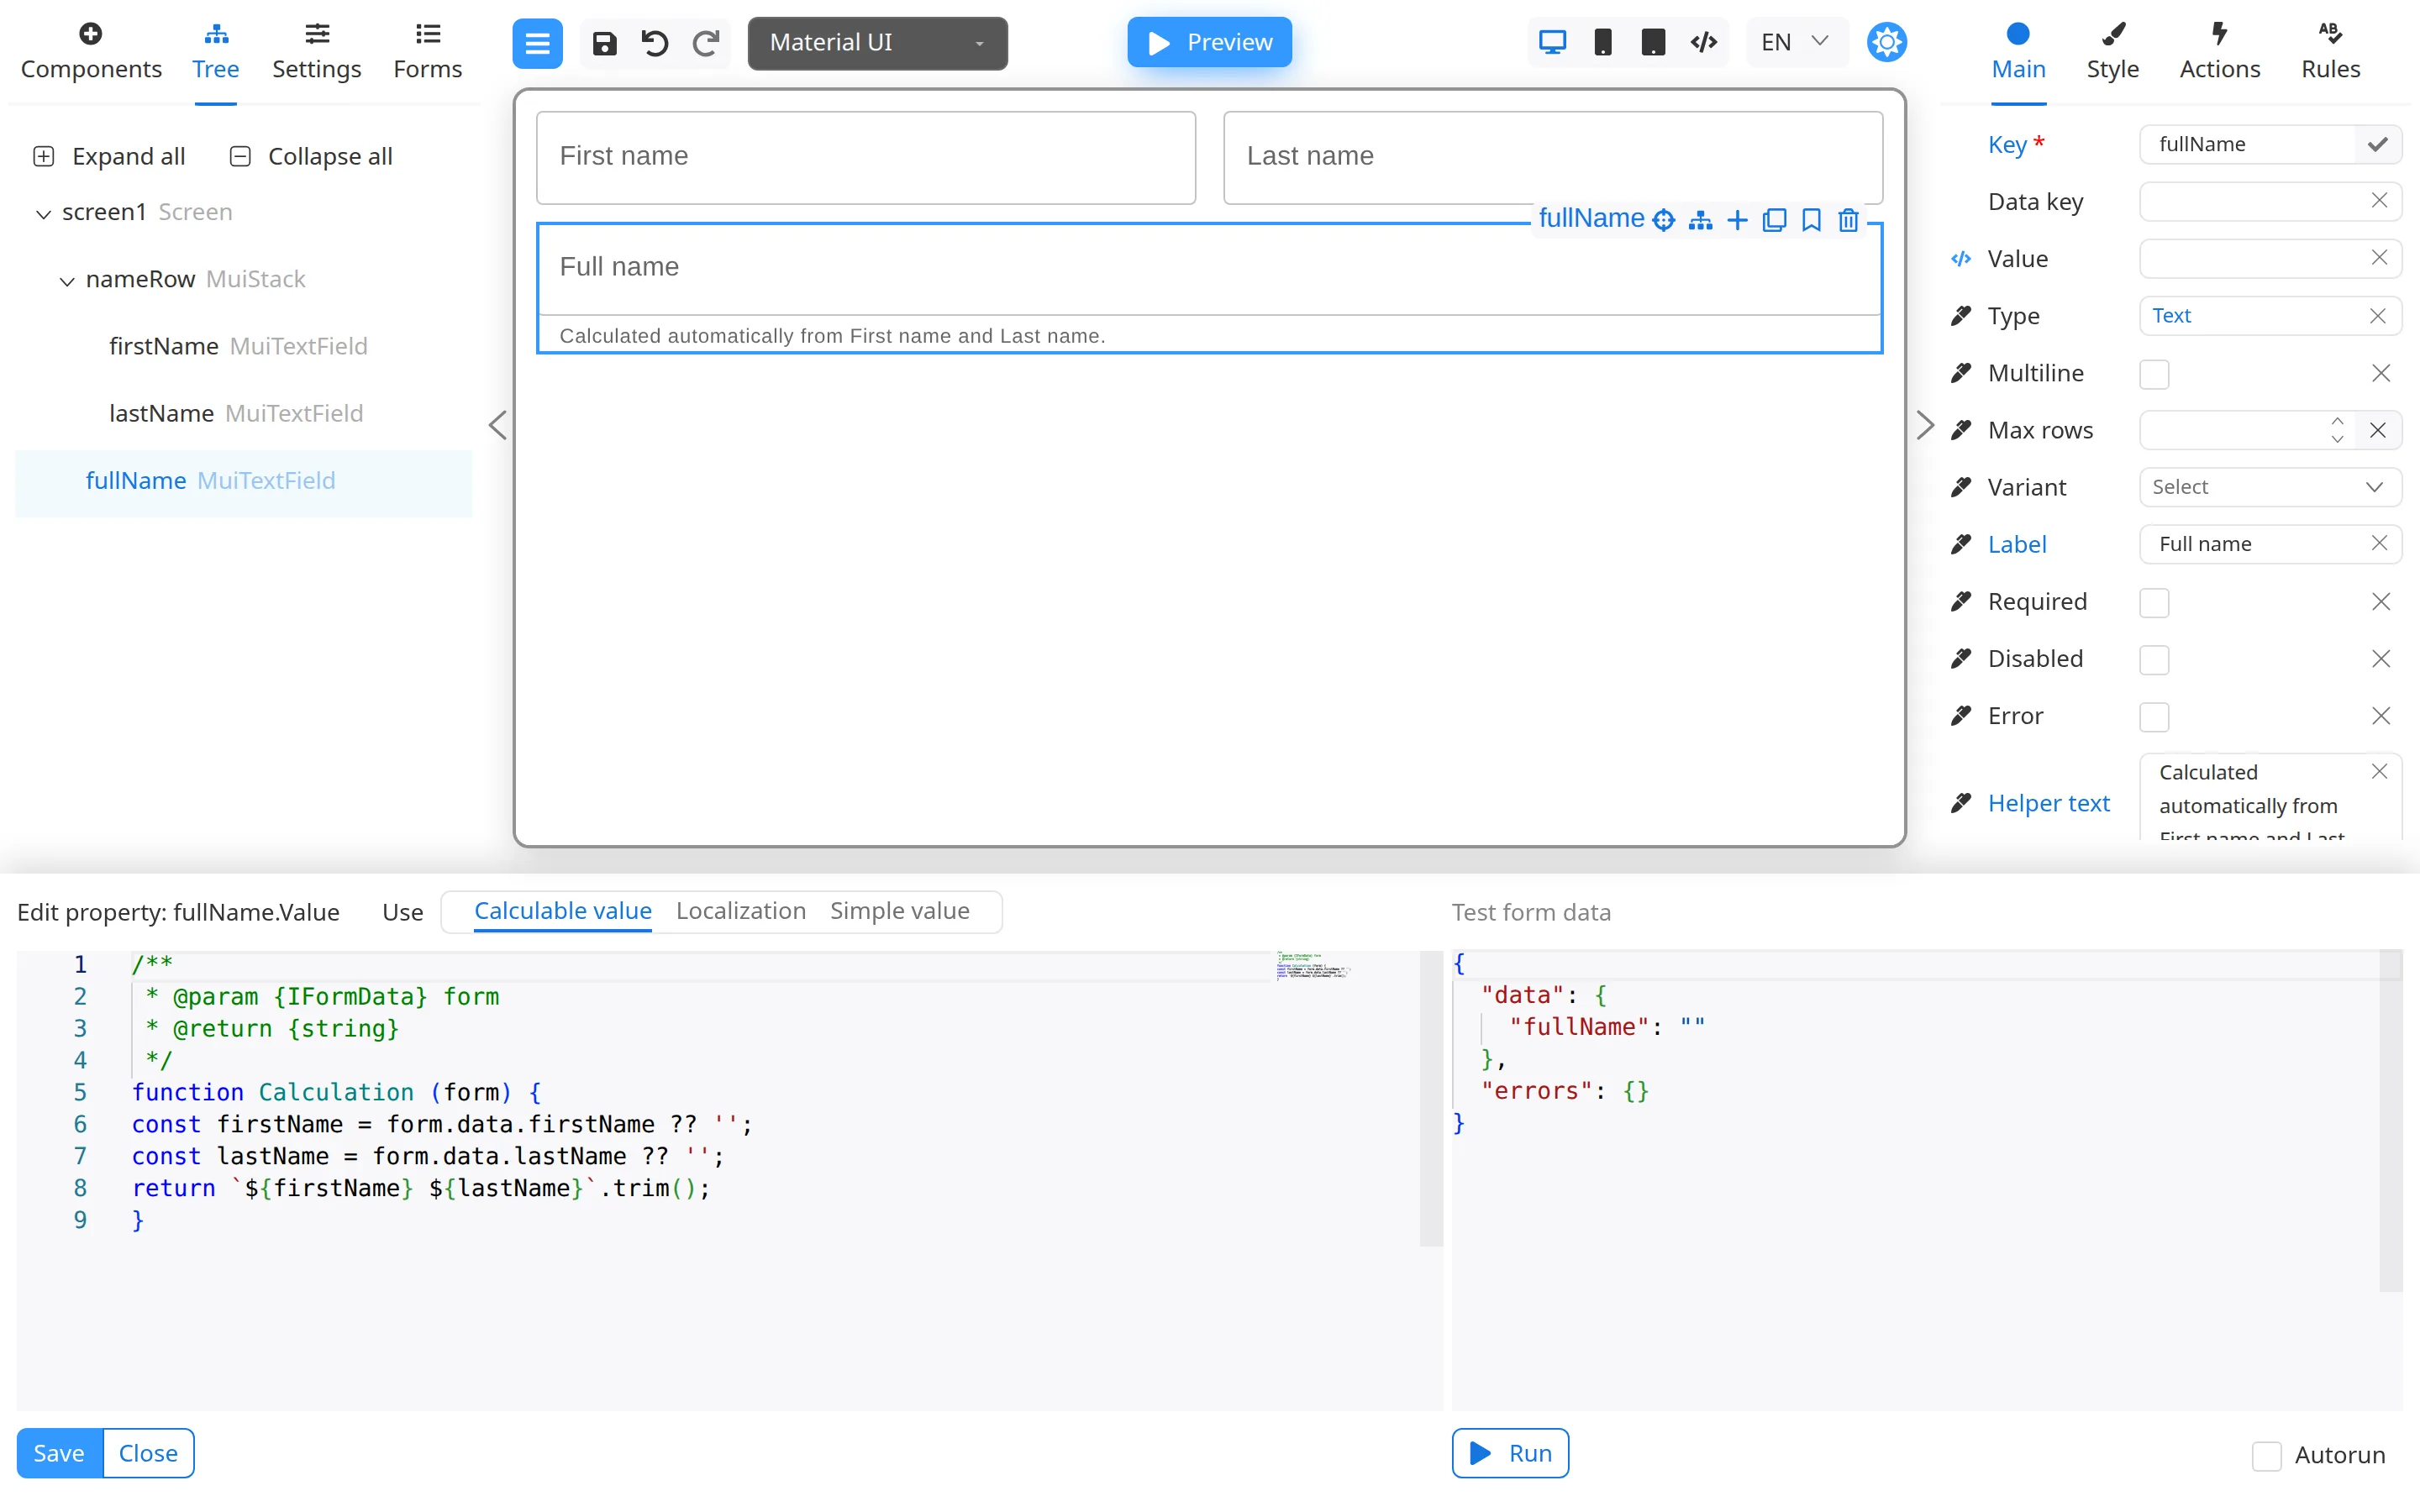 Components
Tree
Settings
Forms
Material UI
Preview
EN
Main
Style
Actions
Rules
Expand all
Collapse all
screen1 Screen
nameRow MuiStack
firstName MuiTextField
lastName MuiTextField
fullName MuiTextField
First name
Last name
fullName
Full name
Calculated automatically from First name and Last name.
Key * fullName
Data key
Value
Type Text
Multiline
Max rows
Variant Select
Label Full name
Required
Disabled
Error
Helper text
Calculated
automatically from
First name and Last
Edit property: fullName.Value
Use
Calculable value
Localization
Simple value
1 /**
2 * @param {IFormData} form
3 * @return {string}
4 */
5 function Calculation (form) {
6 const firstName = form.data.firstName ?? '';
7 const lastName = form.data.lastName ?? '';
8 return `${firstName} ${lastName}`.trim();
9 }
Test form data
{
"data": {
"fullName": ""
},
"errors": {}
}
Save
Close
Run
Autorun